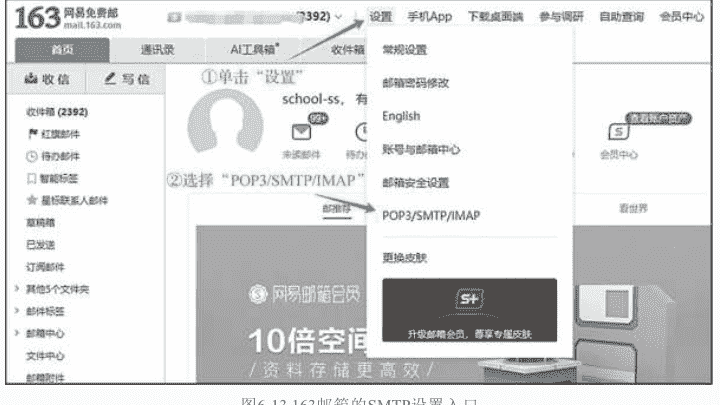 163 网易免费邮
mail.163.com
(2392)
设置 手机App 下载桌面端 参与调研 自助查询 会员中心
首页 通讯录 AI工具箱 收件箱
收信 写信
①单击“设置”
常规设置
邮箱密码修改
English
账号与邮箱中心
邮箱安全设置
POP3/SMTP/IMAP
更换皮肤
S+
升级邮箱会员，尊享专属皮肤
school-ss， 有
99+
未读邮件 待办
查看账户资产
S
会员中心
②选择“POP3/SMTP/IMAP”
邮推荐 看世界
收件箱 (2392)
红旗邮件
待办邮件
智能标签
星标联系人邮件
草稿箱
已发送
订阅邮件
其他5个文件夹
邮件标签
邮箱中心
文件中心
邮箱附件
网易邮箱会员
10倍空间
/资料存储更高效/
图6.13 163邮箱的SMTP设置入口